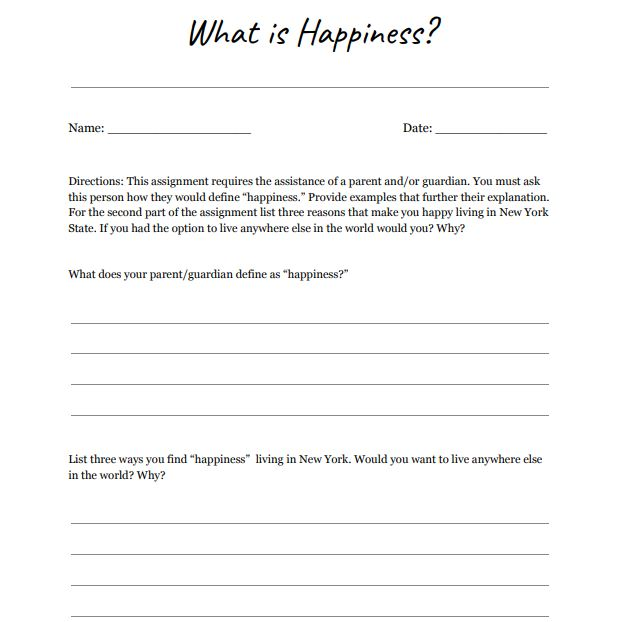 What is Happiness?
Name: ______________________ Date: _________________
Directions: This assignment requires the assistance of a parent and/or guardian. You must ask
this person how they would define “happiness.” Provide examples that further their explanation.
For the second part of the assignment list three reasons that make you happy living in New York
State. If you had the option to live anywhere else in the world would you? Why?
What does your parent/guardian define as “happiness?”
List three ways you find “happiness”  living in New York. Would you want to live anywhere else
in the world? Why?